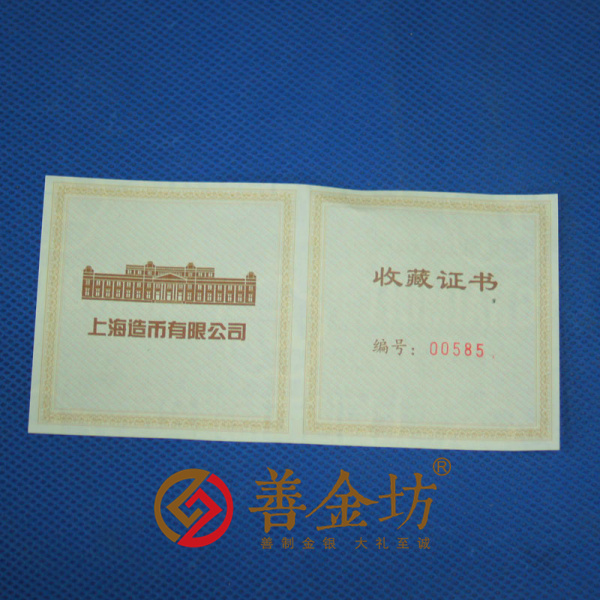 上海造币有限公司
收藏证书
编号：00585
善金坊®
善制金银 大礼至诚